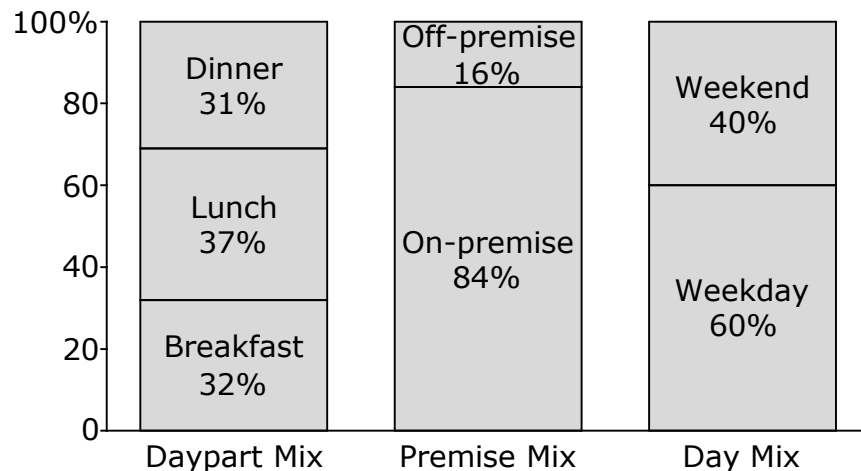 100%
80
60
40
20
0
Dinner
31%
Lunch
37%
Breakfast
32%
Daypart Mix
Off-premise
16%
On-premise
84%
Premise Mix
Weekend
40%
Weekday
60%
Day Mix